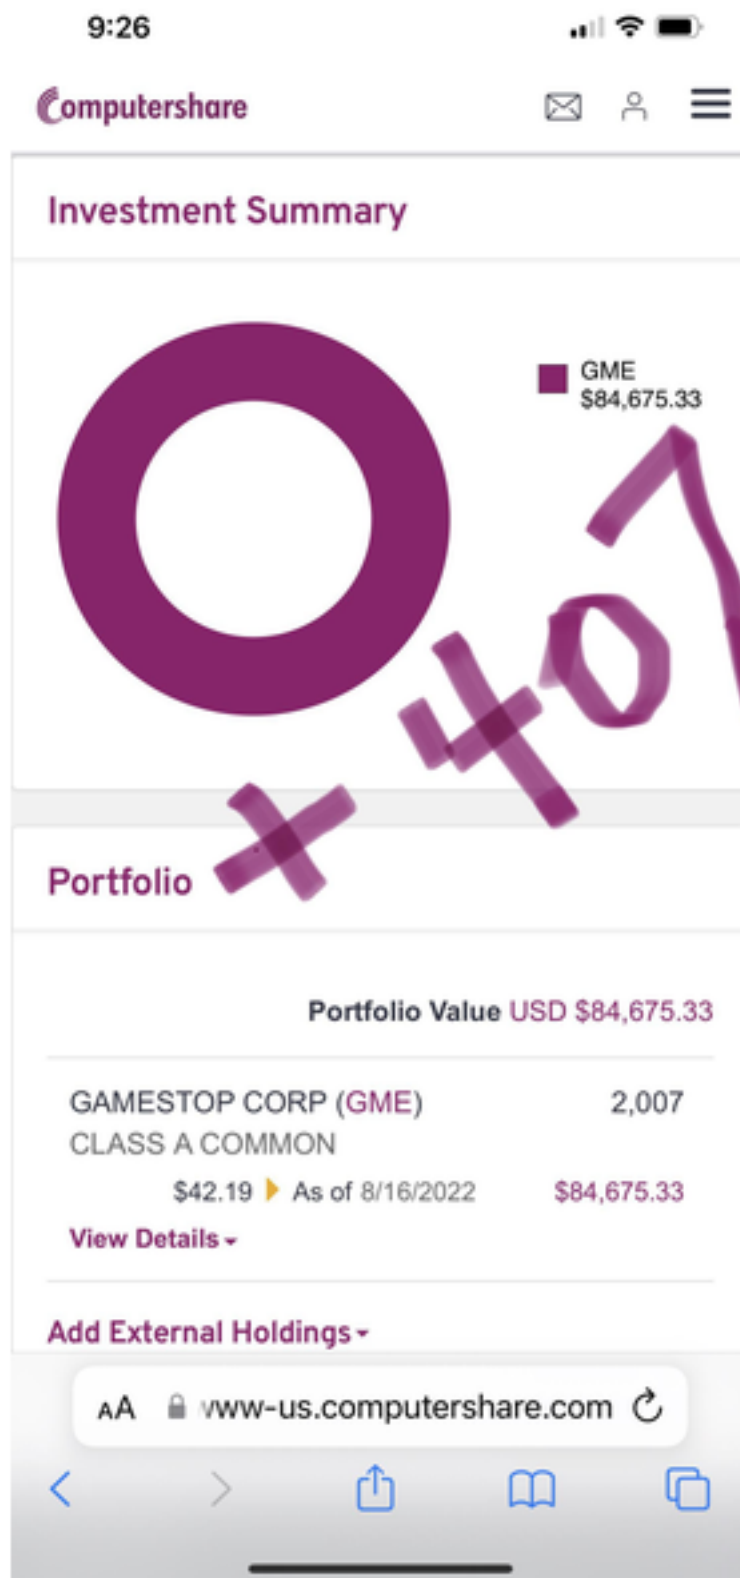 9:26
Computershare
Investment Summary
GME
$84,675.33
+ 407
Portfolio
Portfolio Value USD $84,675.33
GAMESTOP CORP (GME) 2,007
CLASS A COMMON
$42.19 As of 8/16/2022 $84,675.33
View Details
Add External Holdings
AA www-us.computershare.com